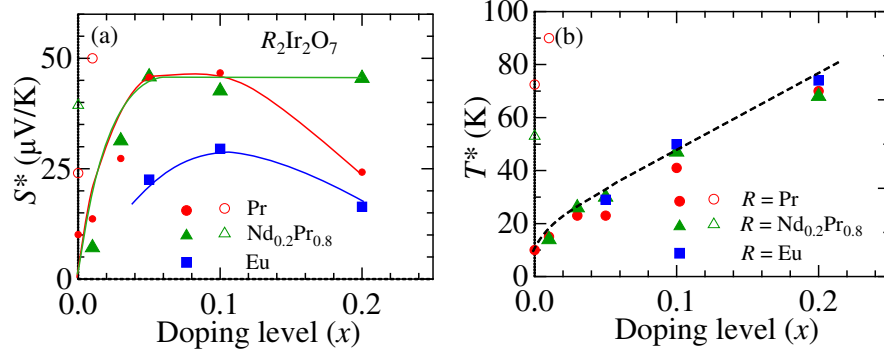 (a)
R₂Ir₂O₇
50
25
0
S* (μV/K)
Pr
Nd₀.₂Pr₀.₈
Eu
0.0
0.1
0.2
Doping level (x)
(b)
100
80
60
40
20
0
T* (K)
R = Pr
R = Nd₀.₂Pr₀.₈
R = Eu
0.0
0.1
0.2
Doping level (x)